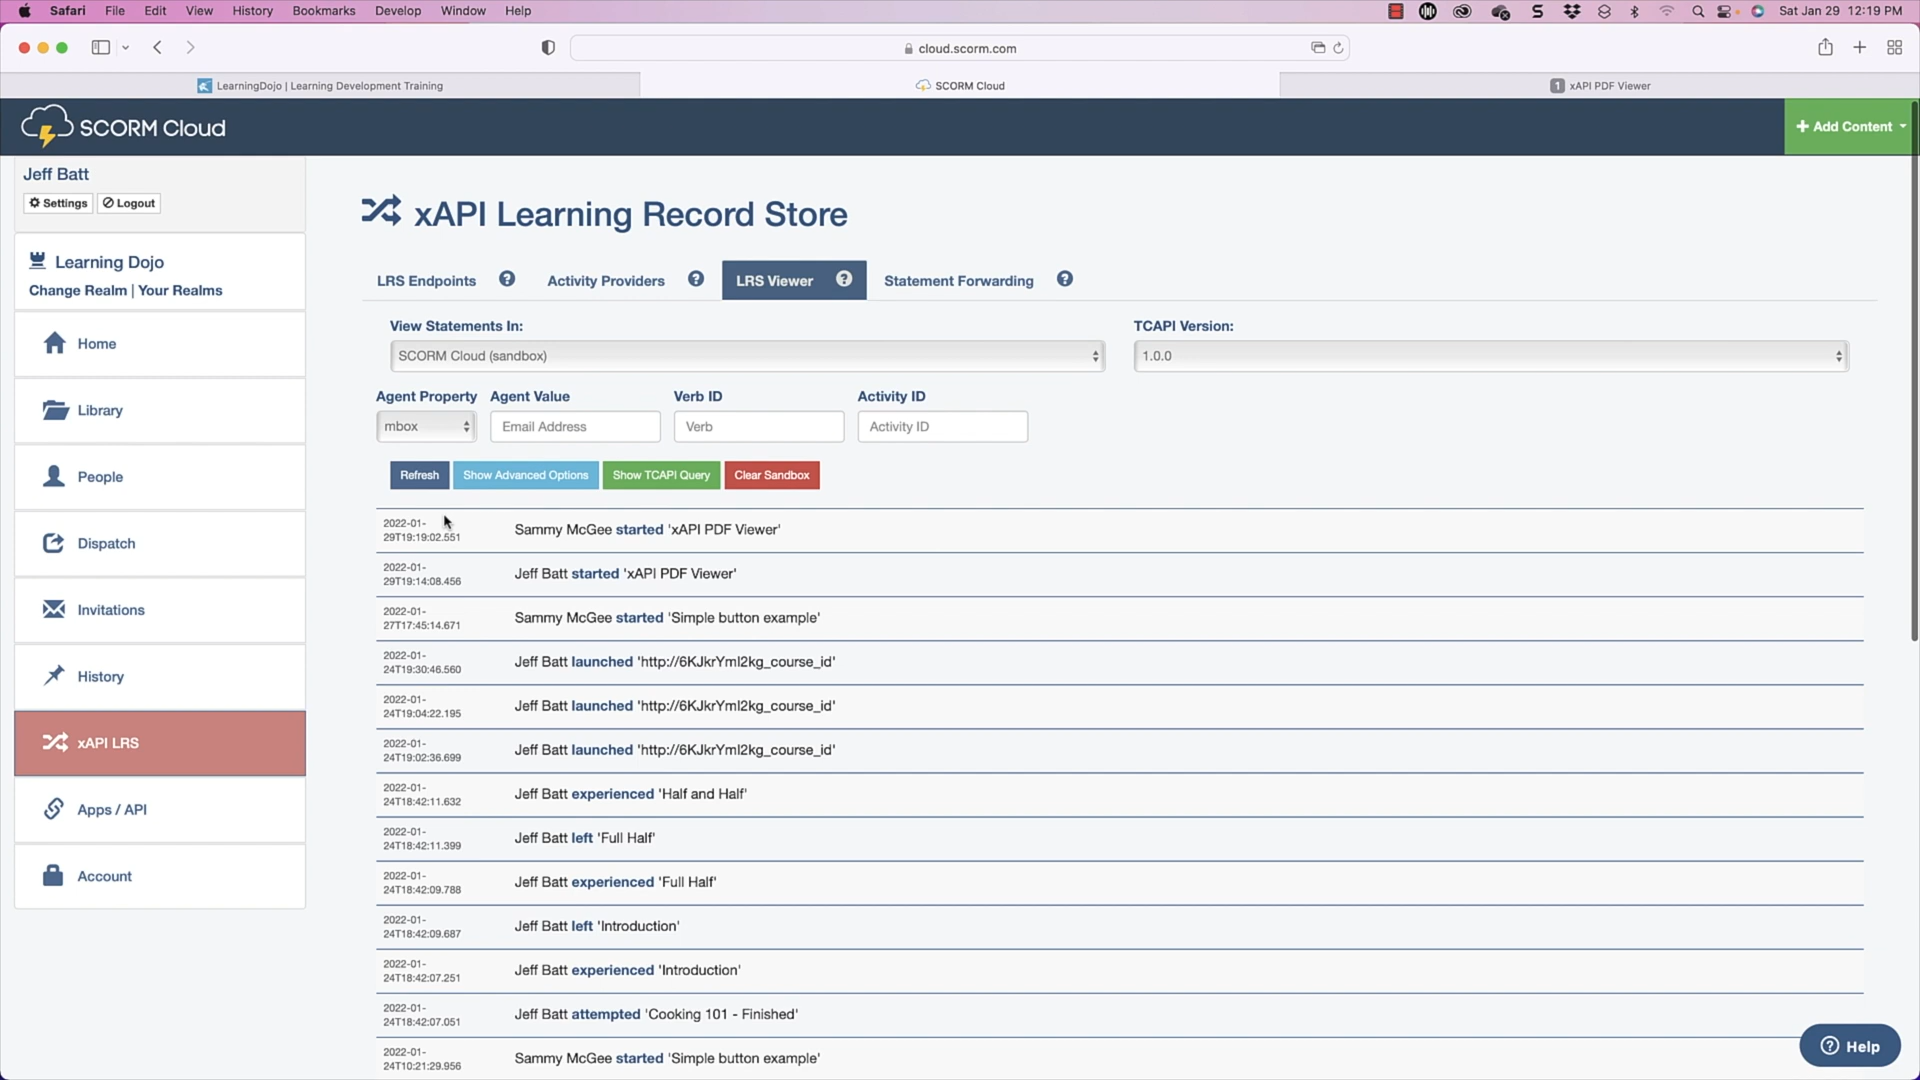 Safari File Edit View History Bookmarks Develop Window Help Sat Jan 29 12:19 PM
cloud.scorm.com
LearningDojo | Learning Development Training SCORM Cloud 1 xAPI PDF Viewer
SCORM Cloud + Add Content
Jeff Batt
Settings Logout
Learning Dojo
Change Realm | Your Realms
Home
Library
People
Dispatch
Invitations
History
xAPI LRS
Apps / API
Account
xAPI Learning Record Store
LRS Endpoints ? Activity Providers ? LRS Viewer ? Statement Forwarding ?
View Statements In: TCAPI Version:
SCORM Cloud (sandbox) 1.0.0
Agent Property Agent Value Verb ID Activity ID
mbox Email Address Verb Activity ID
Refresh Show Advanced Options Show TCAPI Query Clear Sandbox
2022-01-
29T19:19:02.551 Sammy McGee started 'xAPI PDF Viewer'
2022-01-
29T19:14:08.456 Jeff Batt started 'xAPI PDF Viewer'
2022-01-
27T17:45:14.671 Sammy McGee started 'Simple button example'
2022-01-
24T19:30:46.560 Jeff Batt launched 'http://6KJkrYml2kg_course_id'
2022-01-
24T19:04:22.195 Jeff Batt launched 'http://6KJkrYml2kg_course_id'
2022-01-
24T19:02:36.699 Jeff Batt launched 'http://6KJkrYml2kg_course_id'
2022-01-
24T18:42:11.632 Jeff Batt experienced 'Half and Half'
2022-01-
24T18:42:11.399 Jeff Batt left 'Full Half'
2022-01-
24T18:42:09.788 Jeff Batt experienced 'Full Half'
2022-01-
24T18:42:09.687 Jeff Batt left 'Introduction'
2022-01-
24T18:42:07.251 Jeff Batt experienced 'Introduction'
2022-01-
24T18:42:07.051 Jeff Batt attempted 'Cooking 101 - Finished'
2022-01-
24T10:21:29.956 Sammy McGee started 'Simple button example'
? Help